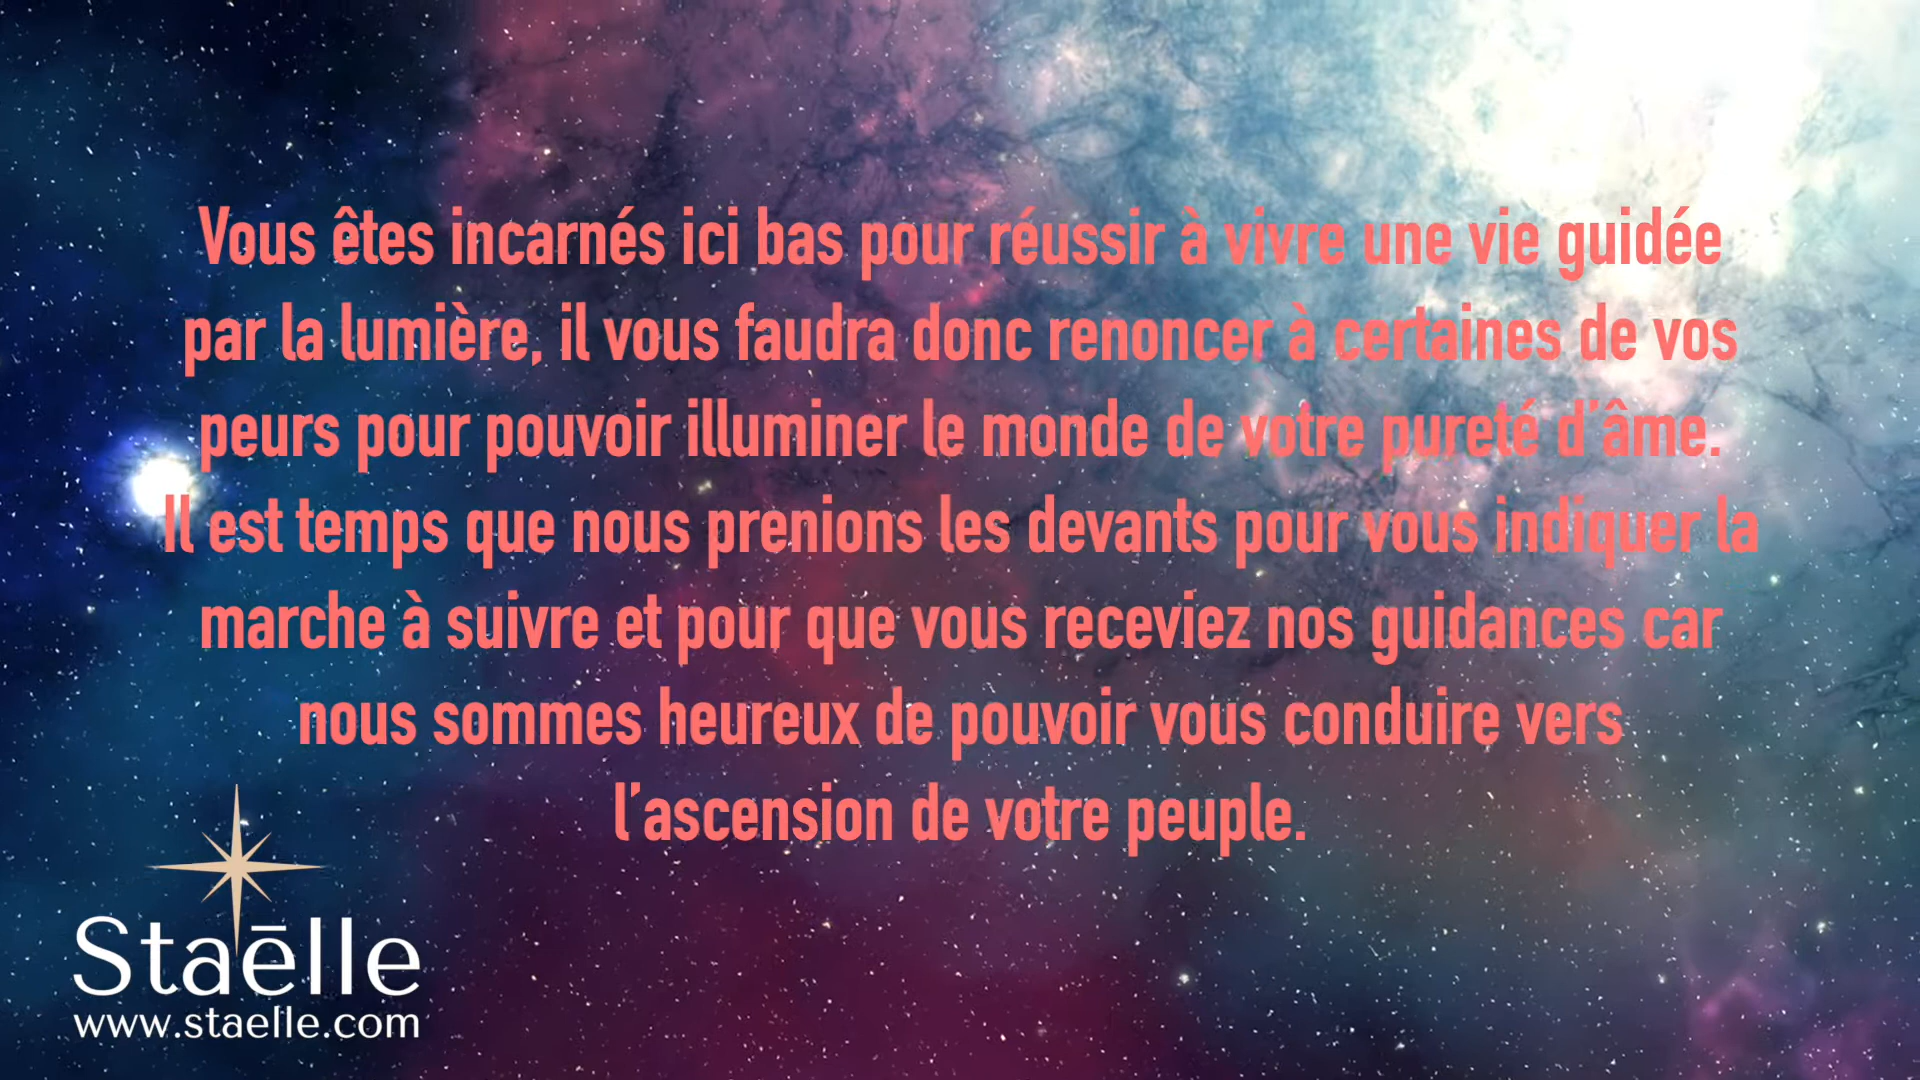 Vous êtes incarnés ici bas pour réussir à vivre une vie guidée
par la lumière, il vous faudra donc renoncer à certaines de vos
peurs pour pouvoir illuminer le monde de votre pureté d’âme.
Il est temps que nous prenions les devants pour vous indiquer la
marche à suivre et pour que vous receviez nos guidances car
nous sommes heureux de pouvoir vous conduire vers
l’ascension de votre peuple.
Staēlle
www.staelle.com